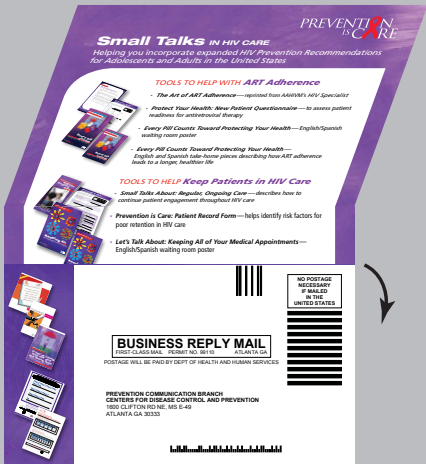 PREVENTION
IS CARE
Small Talks IN HIV CARE
Helping you incorporate expanded HIV Prevention Recommendations
for Adolescents and Adults in the United States
TOOLS TO HELP WITH ART Adherence
- The Art of ART Adherence—reprinted from AAHIVM's HIV Specialist
- Protect Your Health: New Patient Questionnaire—to assess patient
readiness for antiretroviral therapy
- Every Pill Counts Toward Protecting Your Health—English/Spanish
waiting room poster
- Every Pill Counts Toward Protecting Your Health—
English and Spanish take-home pieces describing how ART adherence
leads to a longer, healthier life
TOOLS TO HELP Keep Patients in HIV Care
- Small Talks About: Regular, Ongoing Care—describes how to
continue patient engagement throughout HIV care
- Prevention is Care: Patient Record Form—helps identify risk factors for
poor retention in HIV care
- Let's Talk About: Keeping All of Your Medical Appointments—
English/Spanish waiting room poster
NO POSTAGE
NECESSARY
IF MAILED
IN THE
UNITED STATES
BUSINESS REPLY MAIL
FIRST-CLASS MAIL PERMIT NO. 99110 ATLANTA GA
POSTAGE WILL BE PAID BY DEPT OF HEALTH AND HUMAN SERVICES
PREVENTION COMMUNICATION BRANCH
CENTERS FOR DISEASE CONTROL AND PREVENTION
1600 CLIFTON RD NE, MS E-49
ATLANTA GA 30333